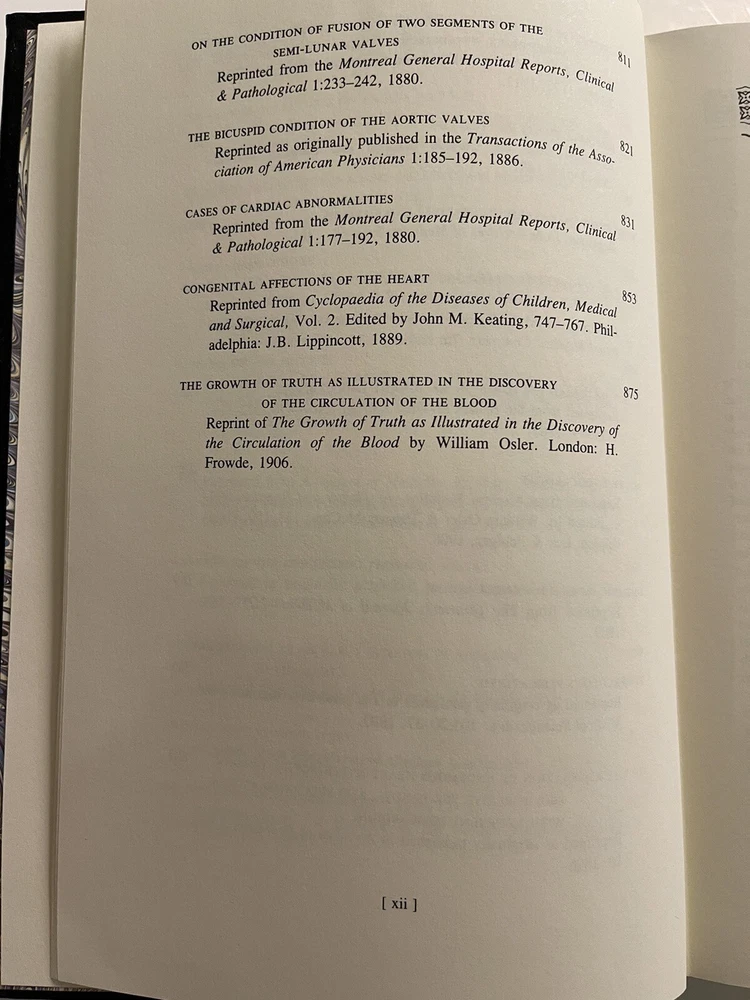 ON THE CONDITION OF FUSION OF TWO SEGMENTS OF THE
SEMI-LUNAR VALVES 811
Reprinted from the Montreal General Hospital Reports, Clinical
& Pathological 1:233–242, 1880.
THE BICUSPID CONDITION OF THE AORTIC VALVES 821
Reprinted as originally published in the Transactions of the Asso-
ciation of American Physicians 1:185–192, 1886.
CASES OF CARDIAC ABNORMALITIES 831
Reprinted from the Montreal General Hospital Reports, Clinical
& Pathological 1:177–192, 1880.
CONGENITAL AFFECTIONS OF THE HEART 853
Reprinted from Cyclopaedia of the Diseases of Children, Medical
and Surgical, Vol. 2. Edited by John M. Keating, 747–767. Phil-
adelphia: J.B. Lippincott, 1889.
THE GROWTH OF TRUTH AS ILLUSTRATED IN THE DISCOVERY 875
OF THE CIRCULATION OF THE BLOOD
Reprint of The Growth of Truth as Illustrated in the Discovery of
the Circulation of the Blood by William Osler. London: H.
Frowde, 1906.
[ xii ]